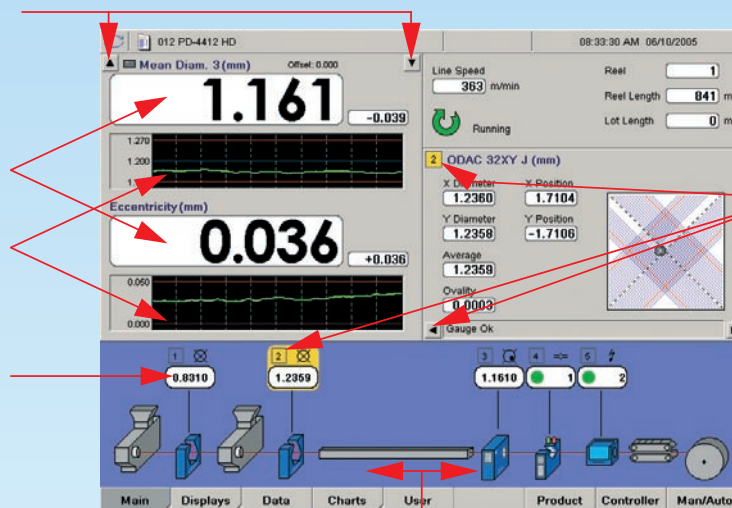 012 PD-4412 HD
08:33:30 AM 06/10/2005
Mean Diam. 3 (mm)
Offset: 0.000
1.161
-0.039
1.270
1.200
Eccentricity (mm)
0.036
+0.036
0.050
0.000
Line Speed
363 m/min
Running
Reel
1
Reel Length
841 m
Lot Length
0 m
2 ODAC 32XY J (mm)
X Diameter
X Position
1.2360
1.7104
Y Diameter
Y Position
1.2358
-1.7106
Average
1.2359
Ovality
0.0003
Gauge Ok
1
2
3
4
5
0.8310
1.2359
1.1610
1
2
Main Displays Data Charts User Product Controller Man/Auto